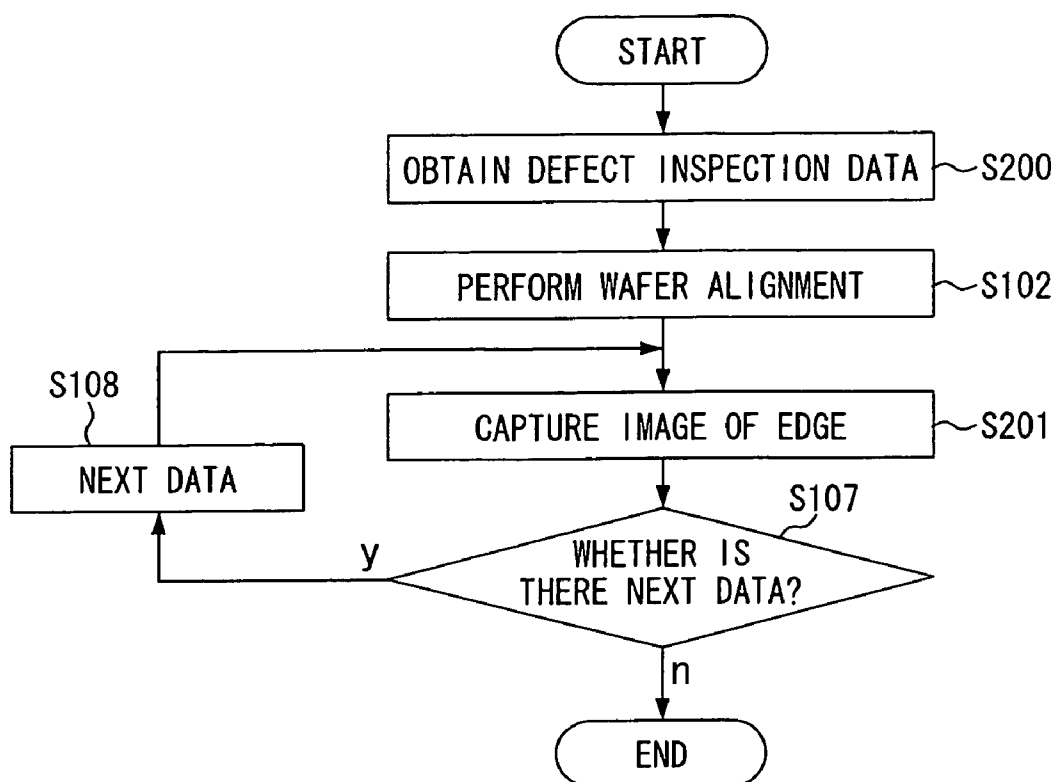 START
OBTAIN DEFECT INSPECTION DATA
S200
PERFORM WAFER ALIGNMENT
S102
S108
CAPTURE IMAGE OF EDGE
S201
NEXT DATA
S107
y
WHETHER IS
THERE NEXT DATA?
n
END